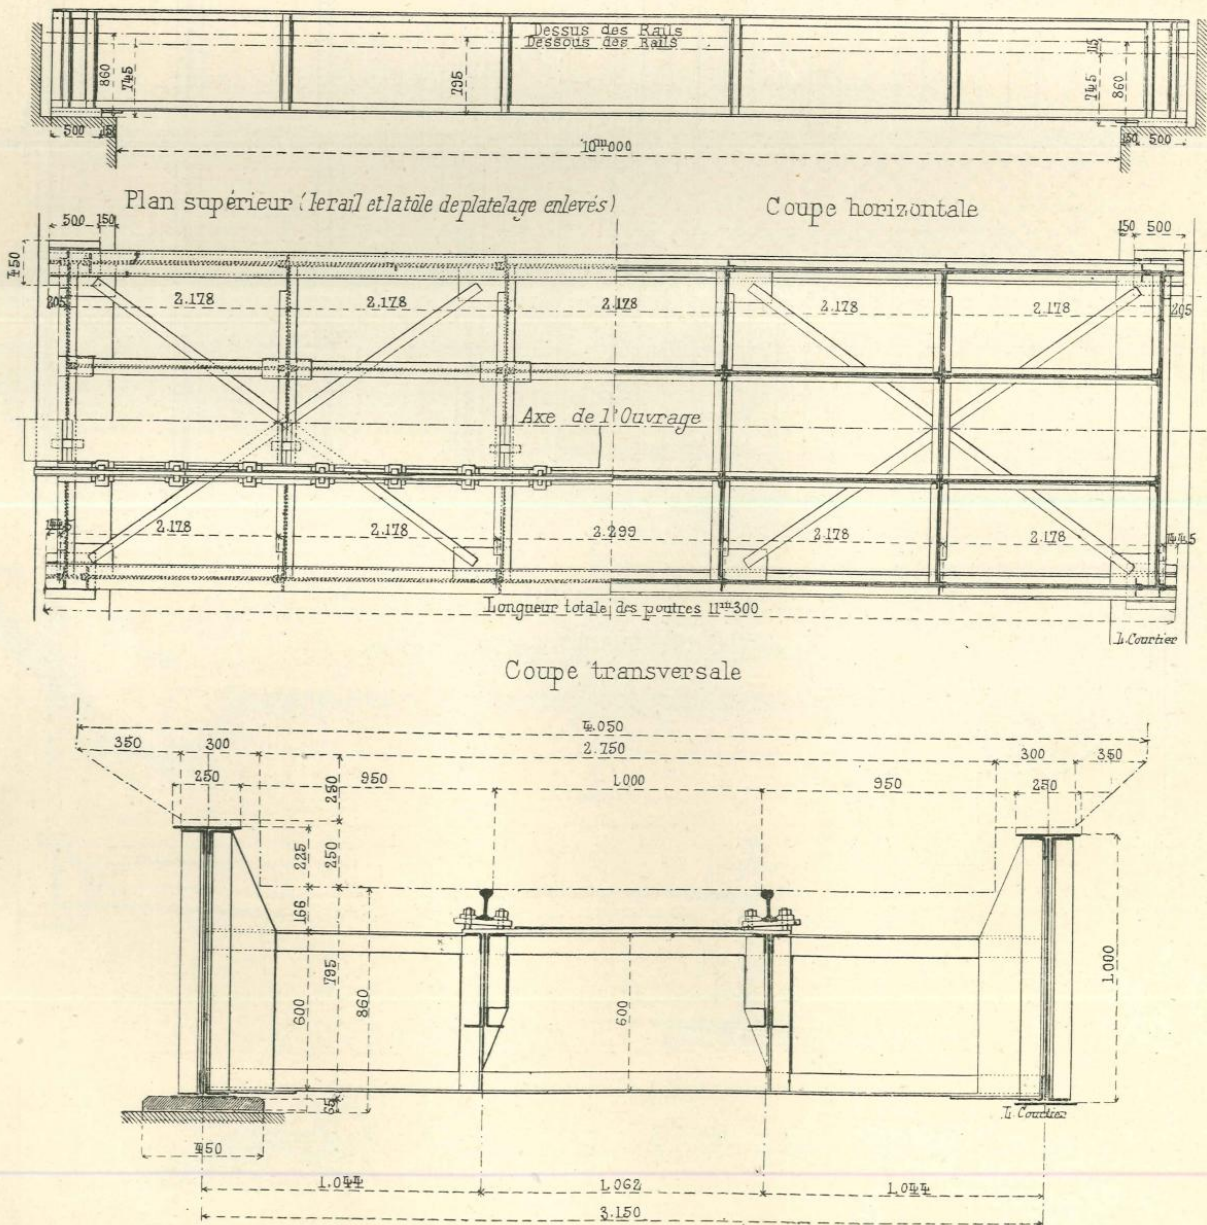 Dessus des Rails
Dessous des Rails
860
745
795
115
745
860
500 150
150 500
10m000
Plan supérieur (le rail et la tôle de platelage enlevés)
Coupe horizontale
500 150
150 500
450
205 2.178 2.178 2.178 2.178 2.178 205
Axe de l'Ouvrage
2.178 2.178 2.299 2.178 2.178
Longueur totale des poutres 11m300
L. Courtier
Coupe transversale
4.050
350 300 2.750 300 350
250 950 1.000 950 250
250
225 250
166
795
600 860 600 1.000
65
L. Courtier
450
1.044 1.062 1.044
3.150